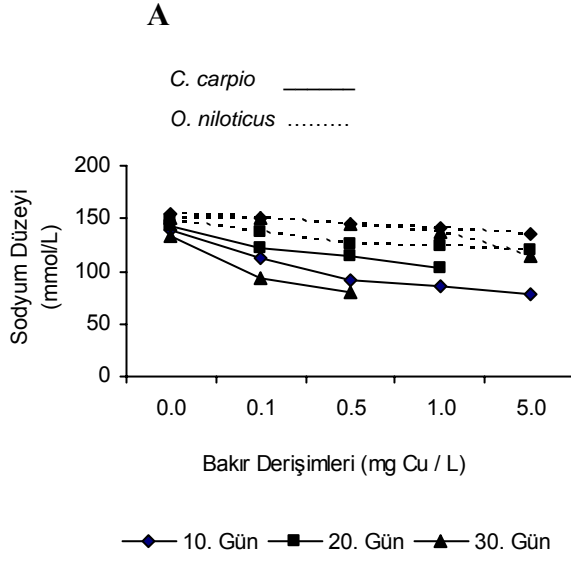 A
C. carpio ______
O. niloticus .........
200
150
100
50
0
Sodyum Düzeyi
(mmol/L)
0.0 0.1 0.5 1.0 5.0
Bakır Derişimleri (mg Cu / L)
10. Gün 20. Gün 30. Gün